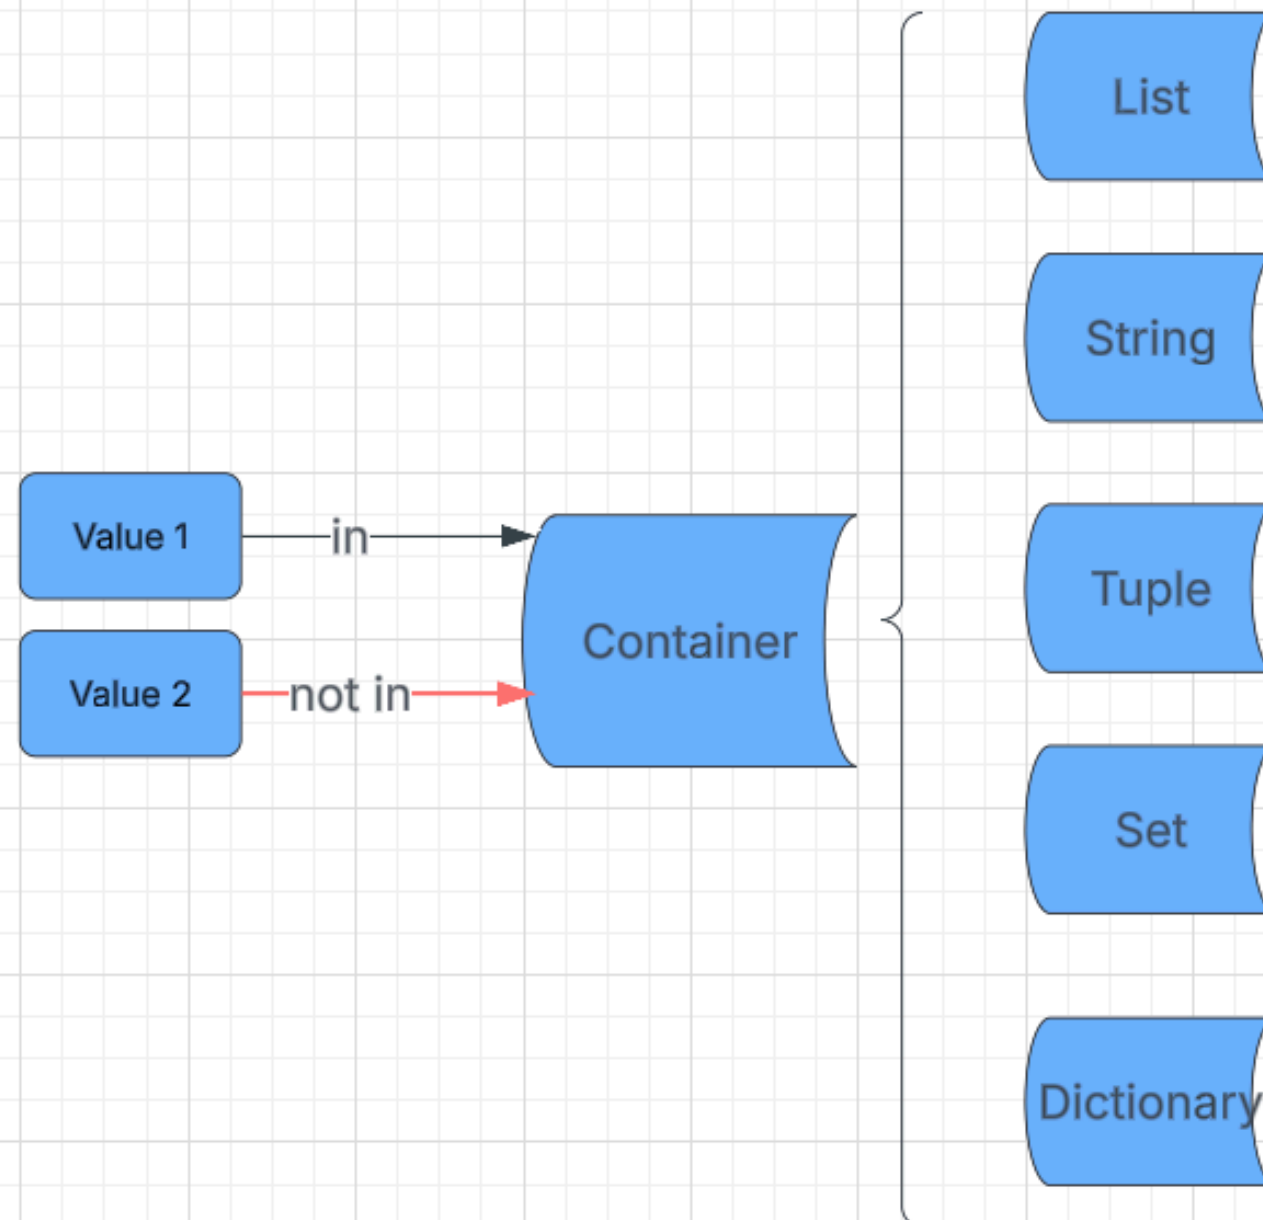 List
String
Value 1
in
Tuple
Container
Value 2
not in
Set
Dictionary